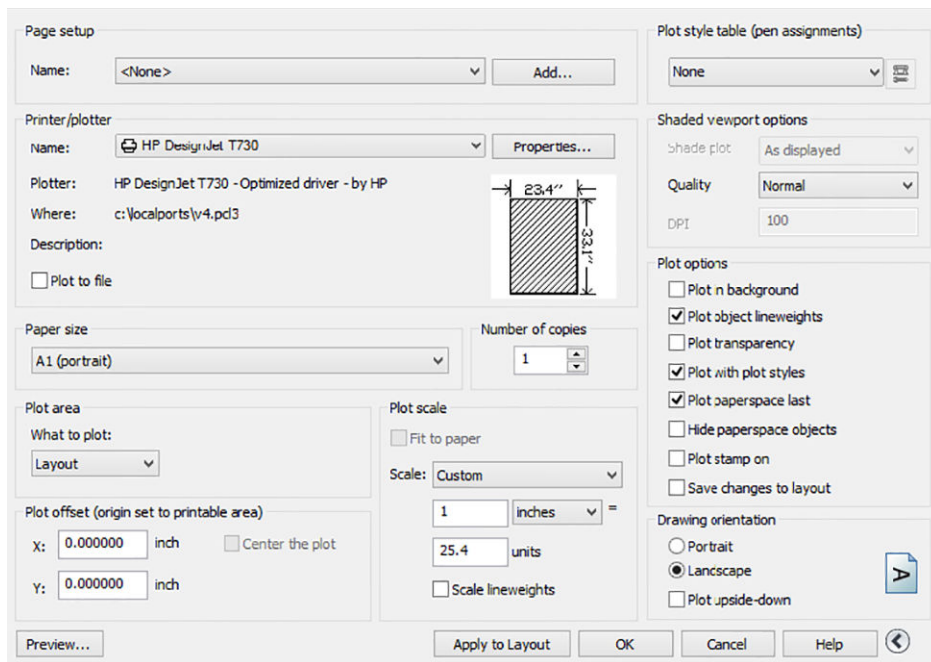 Page setup
Name: <None> Add...
Plot style table (pen assignments)
None
Printer/plotter
Name: HP DesignJet T730 Properties...
Plotter: HP DesignJet T730 - Optimized driver - by HP
Where: c:\localports\v4.pcl3
Description:
Plot to file
23.4''
33.1''
Shaded viewport options
Shade plot As displayed
Quality Normal
DPI 100
Paper size
A1 (portrait)
Number of copies
1
Plot area
What to plot:
Layout
Plot offset (origin set to printable area)
X: 0.000000 inch Center the plot
Y: 0.000000 inch
Plot scale
Fit to paper
Scale: Custom
1 inches =
25.4 units
Scale lineweights
Plot options
Plot in background
Plot object lineweights
Plot transparency
Plot with plot styles
Plot paperspace last
Hide paperspace objects
Plot stamp on
Save changes to layout
Drawing orientation
Portrait
Landscape
Plot upside-down
A
Preview... Apply to Layout OK Cancel Help